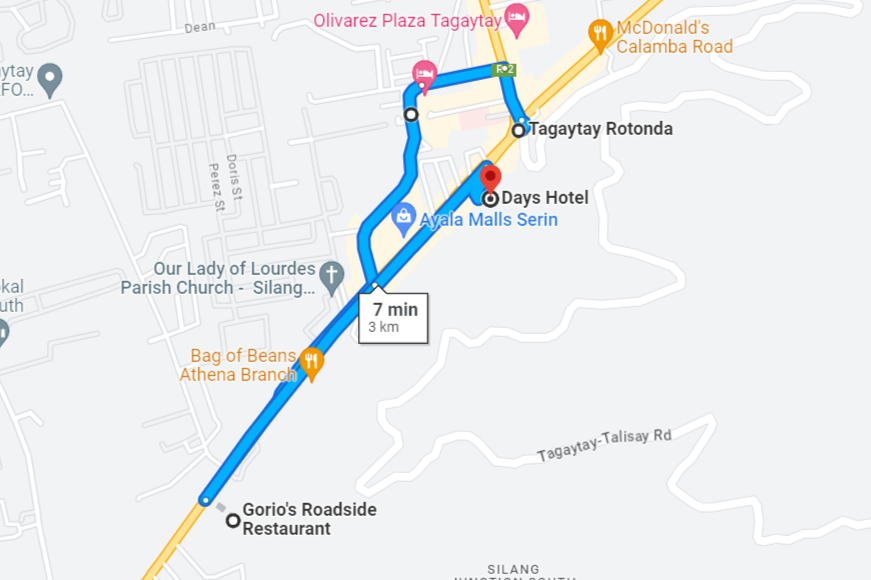 Olivarez Plaza Tagaytay
McDonald's
Calamba Road
Dean
FO...
Tagaytay Rotonda
Doris St
Perez St
Days Hotel
Ayala Malls Serin
Our Lady of Lourdes
Parish Church - Silang...
7 min
3 km
Bag of Beans
Athena Branch
Tagaytay-Talisay Rd
Gorio's Roadside
Restaurant
SILANG